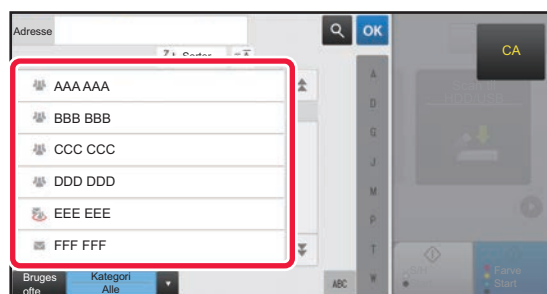 Adresse
OK
CA
Sorter
AAA AAA
BBB BBB
CCC CCC
DDD DDD
EEE EEE
FFF FFF
A
D
G
J
M
P
T
W
Bruges
ofte
Kategori
Alle
ABC
Farve
Start